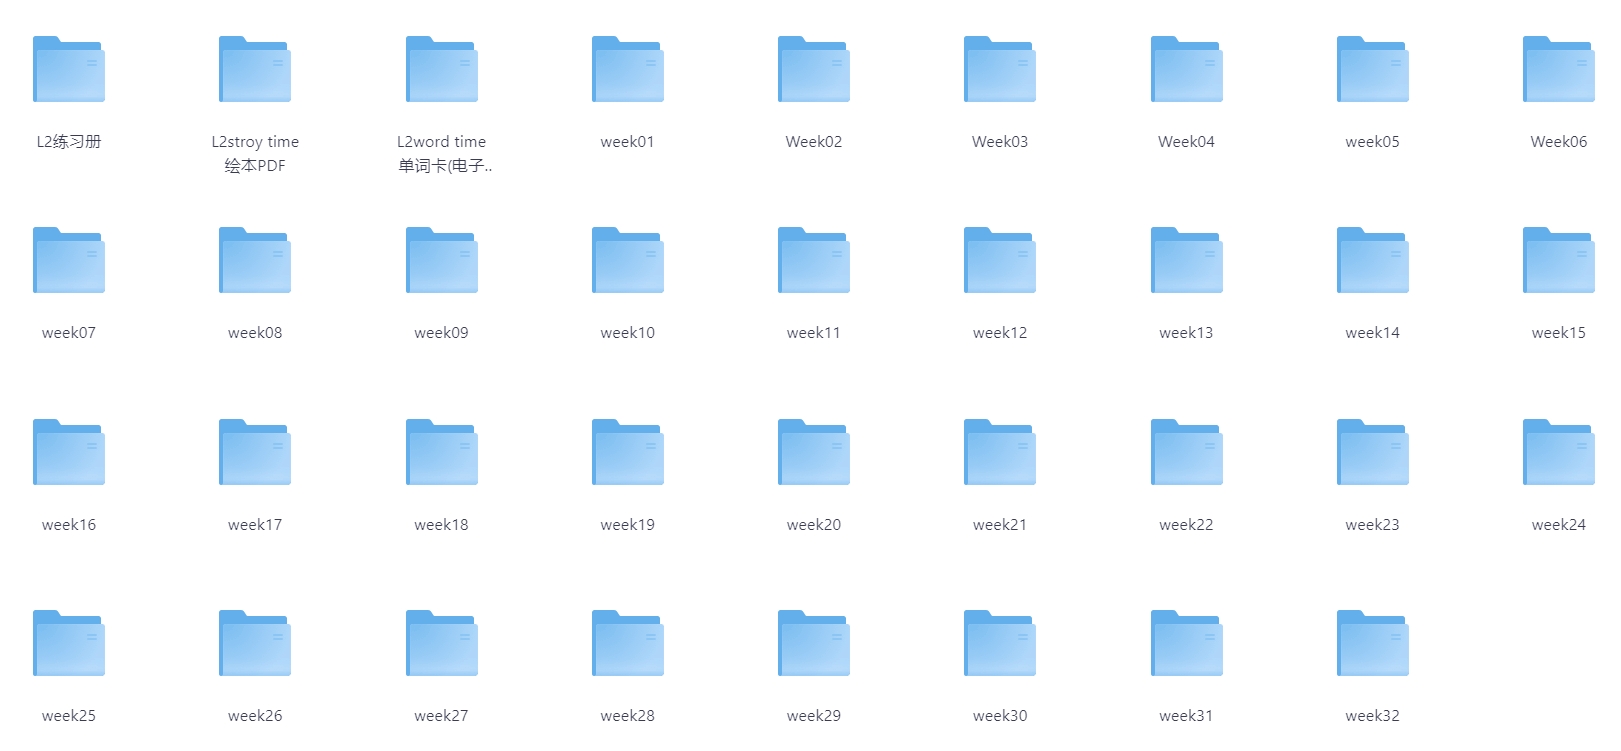 L2练习册
L2stroy time
绘本PDF
L2word time
单词卡(电子..
week01
Week02
Week03
Week04
week05
Week06
week07
week08
week09
week10
week11
week12
week13
week14
week15
week16
week17
week18
week19
week20
week21
week22
week23
week24
week25
week26
week27
week28
week29
week30
week31
week32